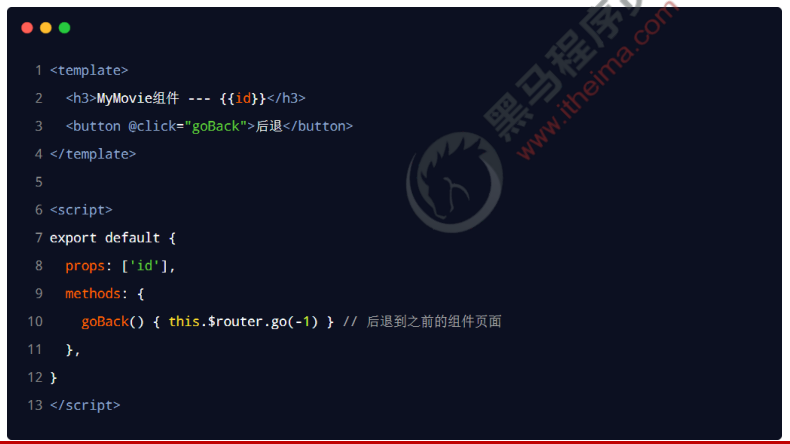 黑马程序员
www.itheima.com
1 <template>
2   <h3>MyMovie组件 --- {{id}}</h3>
3   <button @click="goBack">后退</button>
4 </template>
5
6 <script>
7 export default {
8   props: ['id'],
9   methods: {
10     goBack() { this.$router.go(-1) } // 后退到之前的组件页面
11   },
12 }
13 </script>